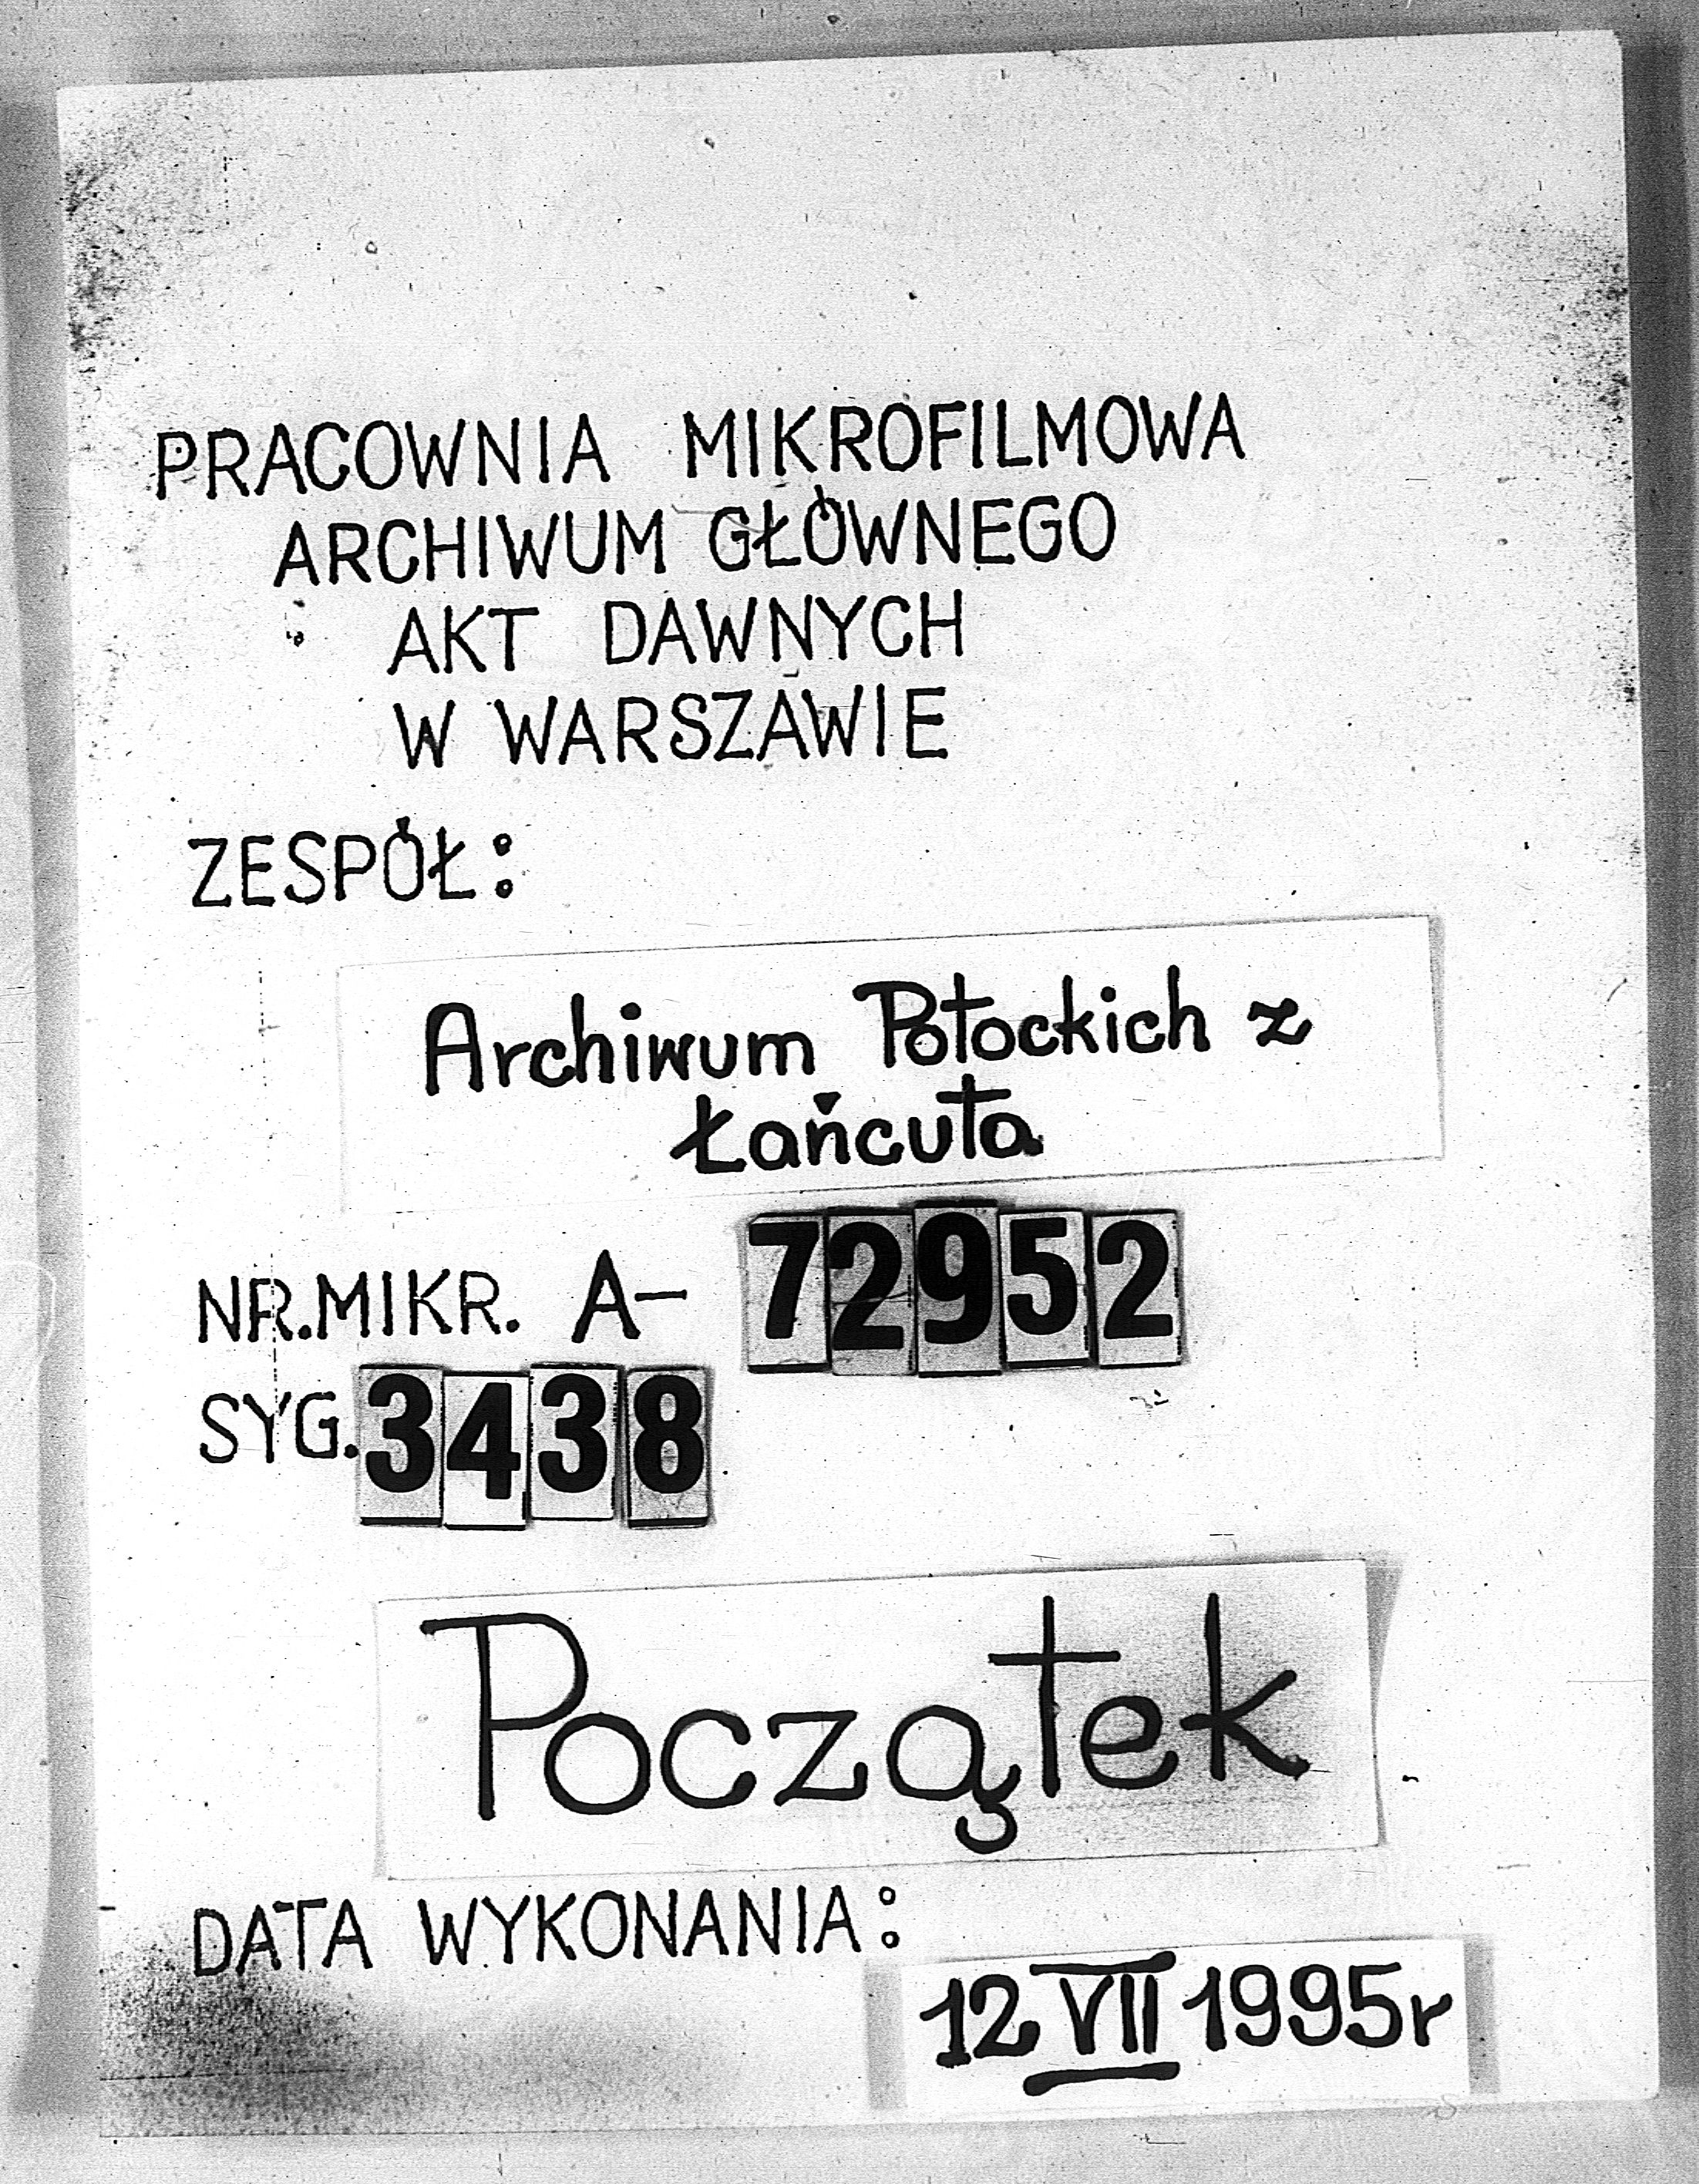 PRACOWNIA MIKROFILMOWA
ARCHIWUM GŁÓWNEGO
AKT DAWNYCH
W WARSZAWIE
ZESPÓŁ:
Archiwum Potockich z
Łańcuta
NR.MIKR. A- 72952
SYG. 3438
Początek
DATA WYKONANIA:
12 VII 1995r